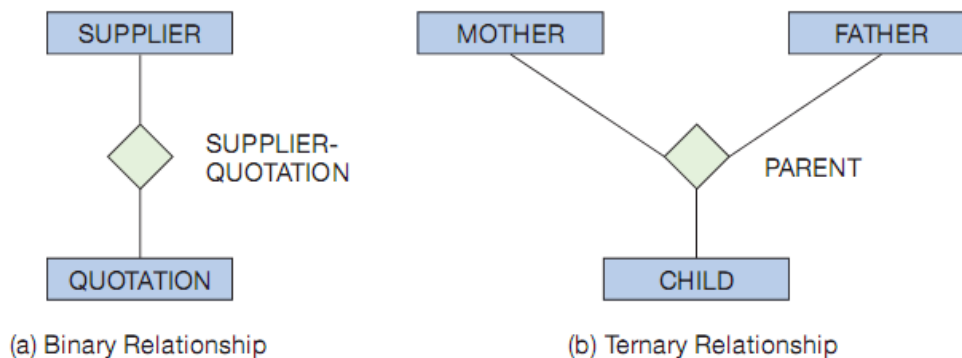 SUPPLIER
SUPPLIER-
QUOTATION
QUOTATION
(a) Binary Relationship
MOTHER
FATHER
PARENT
CHILD
(b) Ternary Relationship